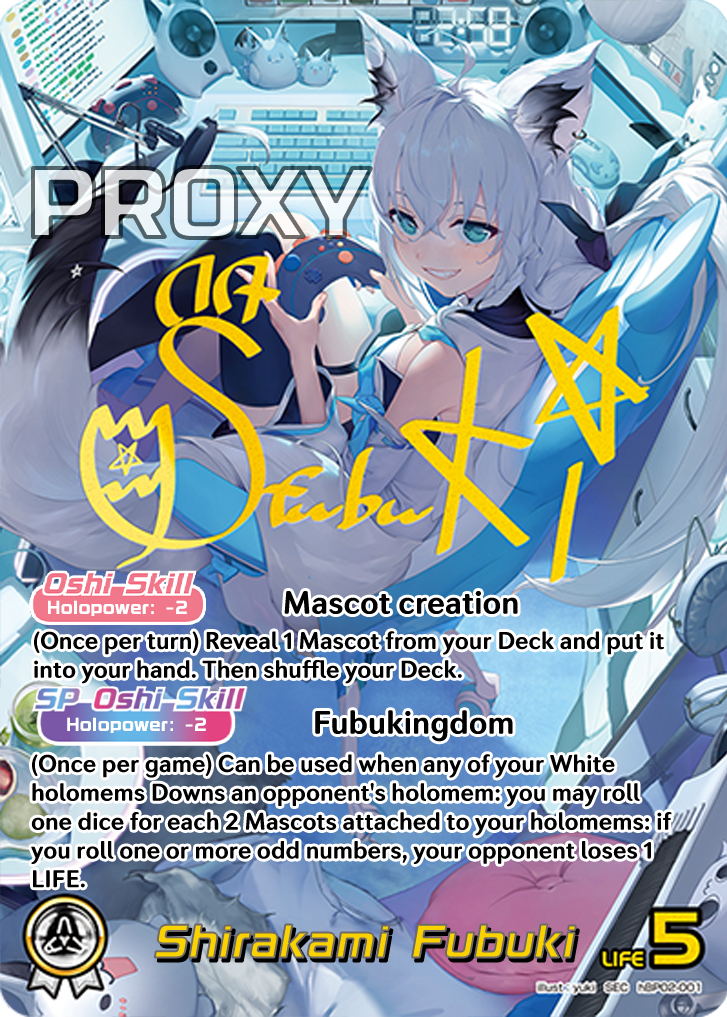 PROXY
Fubuki
Oshi Skill
Holopower: -2
Mascot creation
(Once per turn) Reveal 1 Mascot from your Deck and put it
into your hand. Then shuffle your Deck.
SP Oshi Skill
Holopower: -2
Fubukingdom
(Once per game) Can be used when any of your White
holomems Downs an opponent's holomem: you may roll
one dice for each 2 Mascots attached to your holomems: if
you roll one or more odd numbers, your opponent loses 1
LIFE.
Shirakami Fubuki
LIFE 5
illust: yuki SEC hBP02-001